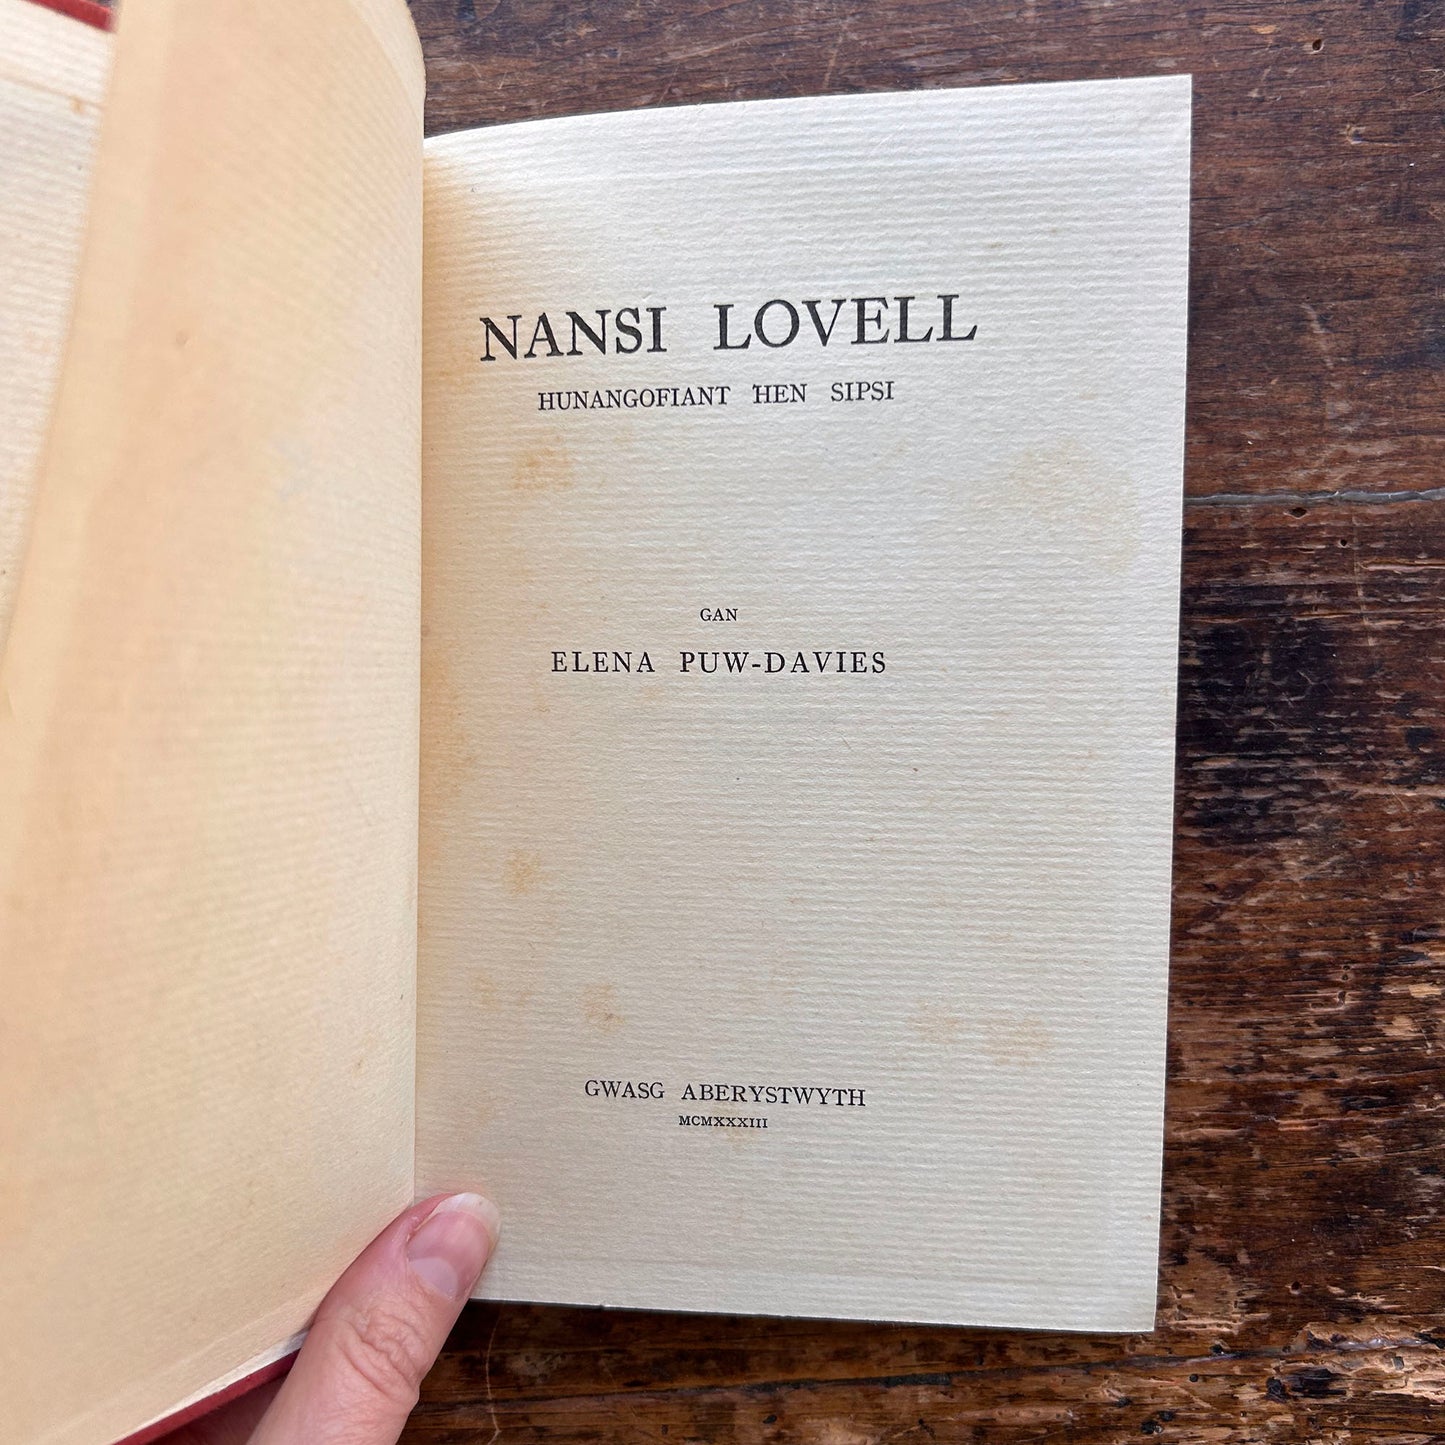 NANSI LOVELL
HUNANGOFIANT HEN SIPSI
GAN
ELENA PUW-DAVIES
GWASG ABERYSTWYTH
MCMXXXIII